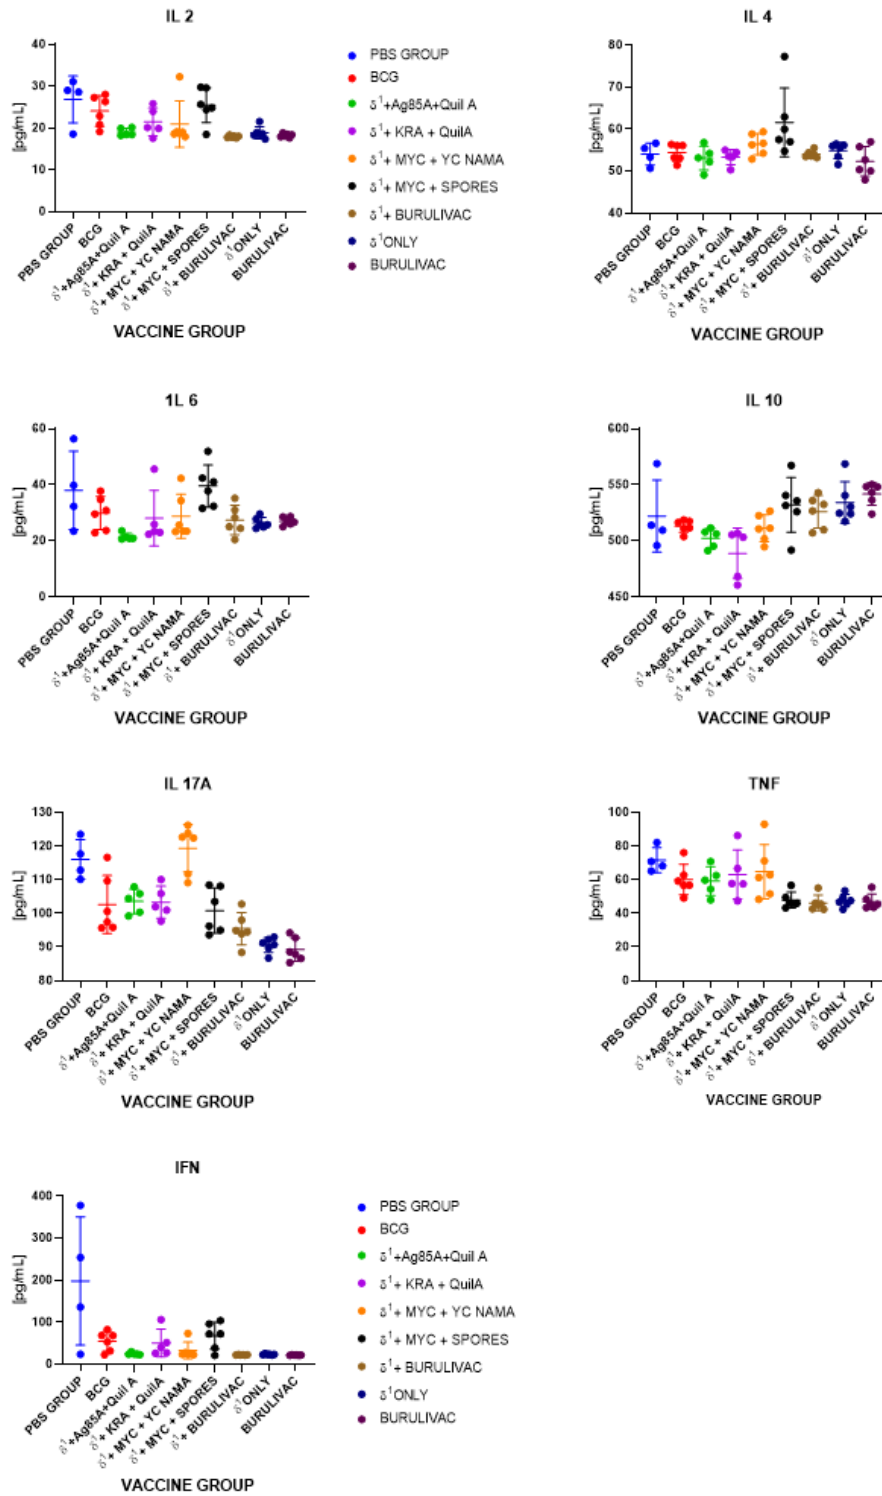 IL 2
[pg/mL]
40
30
20
10
0
PBS GROUP
BCG
δ¹+Ag85A+Quil A
δ¹+ KRA + QuilA
δ¹+ MYC + YC NAMA
δ¹+ MYC + SPORES
δ¹+ BURULIVAC
δ¹ONLY
BURULIVAC
VACCINE GROUP
PBS GROUP
BCG
δ¹+Ag85A+Quil A
δ¹+ KRA + QuilA
δ¹+ MYC + YC NAMA
δ¹+ MYC + SPORES
δ¹+ BURULIVAC
δ¹ONLY
BURULIVAC
IL 4
[pg/mL]
80
70
60
50
40
PBS GROUP
BCG
δ¹+Ag85A+Quil A
δ¹+ KRA + QuilA
δ¹+ MYC + YC NAMA
δ¹+ MYC + SPORES
δ¹+ BURULIVAC
δ¹ONLY
BURULIVAC
VACCINE GROUP
1L 6
[pg/mL]
60
40
20
0
PBS GROUP
BCG
δ¹+Ag85A+Quil A
δ¹+ KRA + QuilA
δ¹+ MYC + YC NAMA
δ¹+ MYC + SPORES
δ¹+ BURULIVAC
δ¹ONLY
BURULIVAC
VACCINE GROUP
IL 10
[pg/mL]
600
550
500
450
PBS GROUP
BCG
δ¹+Ag85A+Quil A
δ¹+ KRA + QuilA
δ¹+ MYC + YC NAMA
δ¹+ MYC + SPORES
δ¹+ BURULIVAC
δ¹ONLY
BURULIVAC
VACCINE GROUP
IL 17A
[pg/mL]
130
120
110
100
90
80
PBS GROUP
BCG
δ¹+Ag85A+Quil A
δ¹+ KRA + QuilA
δ¹+ MYC + YC NAMA
δ¹+ MYC + SPORES
δ¹+ BURULIVAC
δ¹ONLY
BURULIVAC
VACCINE GROUP
TNF
[pg/mL]
100
80
60
40
20
0
PBS GROUP
BCG
δ¹+Ag85A+Quil A
δ¹+ KRA + QuilA
δ¹+ MYC + YC NAMA
δ¹+ MYC + SPORES
δ¹+ BURULIVAC
δ¹ONLY
BURULIVAC
VACCINE GROUP
IFN
[pg/mL]
400
300
200
100
0
PBS GROUP
BCG
δ¹+Ag85A+Quil A
δ¹+ KRA + QuilA
δ¹+ MYC + YC NAMA
δ¹+ MYC + SPORES
δ¹+ BURULIVAC
δ¹ONLY
BURULIVAC
VACCINE GROUP
PBS GROUP
BCG
δ¹+Ag85A+Quil A
δ¹+ KRA + QuilA
δ¹+ MYC + YC NAMA
δ¹+ MYC + SPORES
δ¹+ BURULIVAC
δ¹ONLY
BURULIVAC